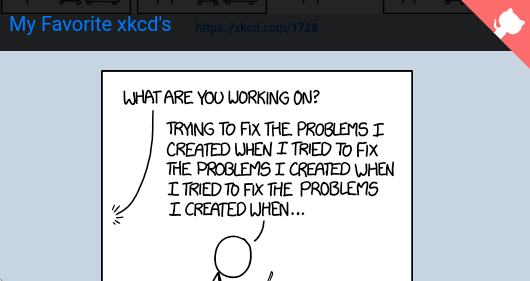 My Favorite xkcd's
https://xkcd.com/1728
WHAT ARE YOU WORKING ON?
TRYING TO FIX THE PROBLEMS I
CREATED WHEN I TRIED TO FIX
THE PROBLEMS I CREATED WHEN
I TRIED TO FIX THE PROBLEMS
I CREATED WHEN...